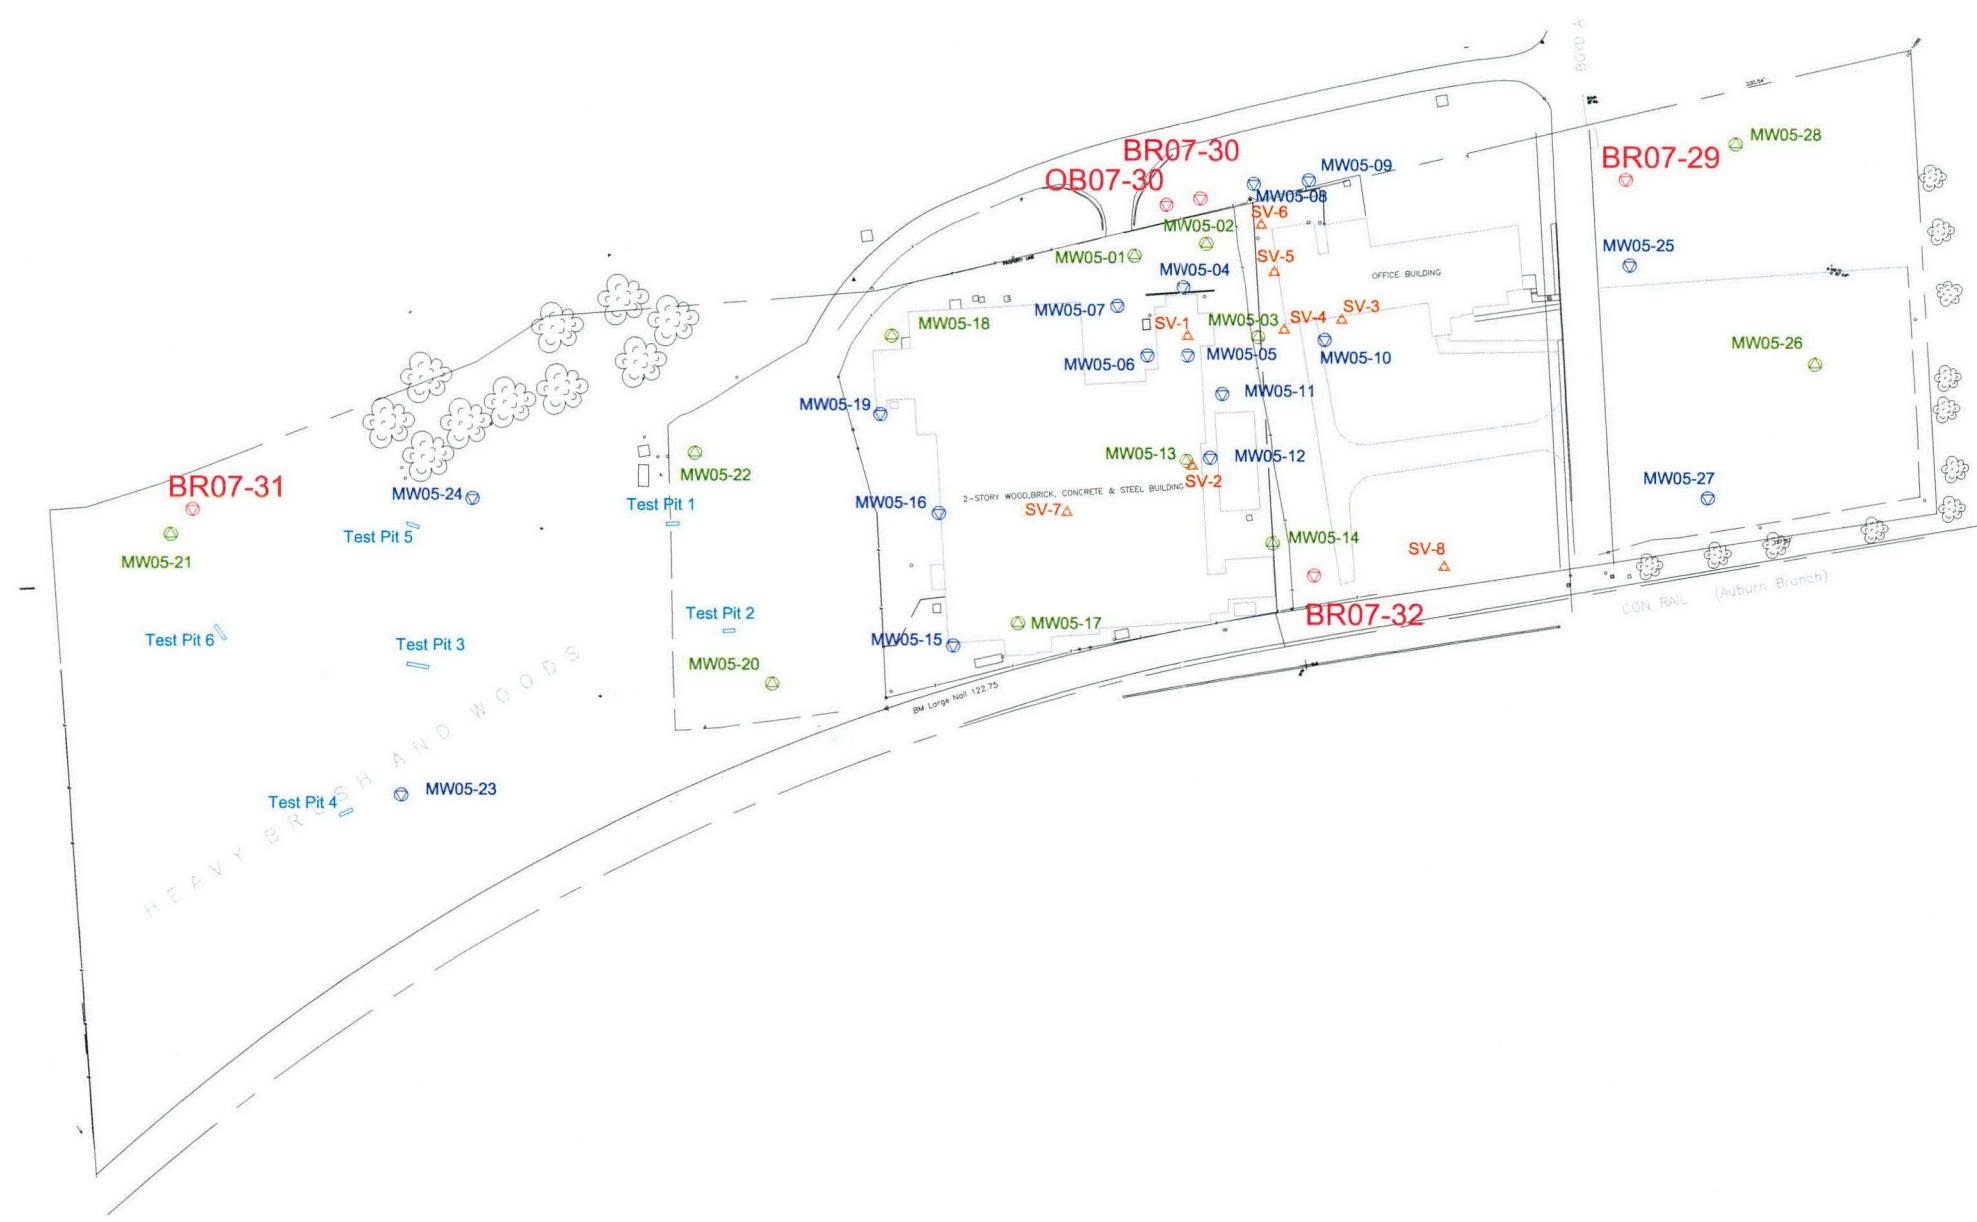 BOYD A
330.54'
BR07-30
OB07-30
BR07-29
MW05-28
MW05-09
MW05-08
SV-6
MW05-02
MW05-25
MW05-01
SV-5
PROPERTY LINE
MW05-04
OFFICE BUILDING
MW05-07
SV-3
MW05-18
SV-1
MW05-03
SV-4
MW05-26
MW05-06
MW05-05
MW05-10
MW05-11
MW05-19
MW05-13
MW05-12
MW05-22
MW05-27
BR07-31
MW05-24
SV-2
2-STORY WOOD,BRICK, CONCRETE & STEEL BUILDING
Test Pit 1
MW05-16
SV-7
Test Pit 5
MW05-14
SV-8
MW05-21
CON RAIL (Auburn Branch)
Test Pit 2
BR07-32
MW05-17
Test Pit 6
Test Pit 3
MW05-15
MW05-20
BM Large Nail 122.75
HEAVY BRUSH AND WOODS
MW05-23
Test Pit 4